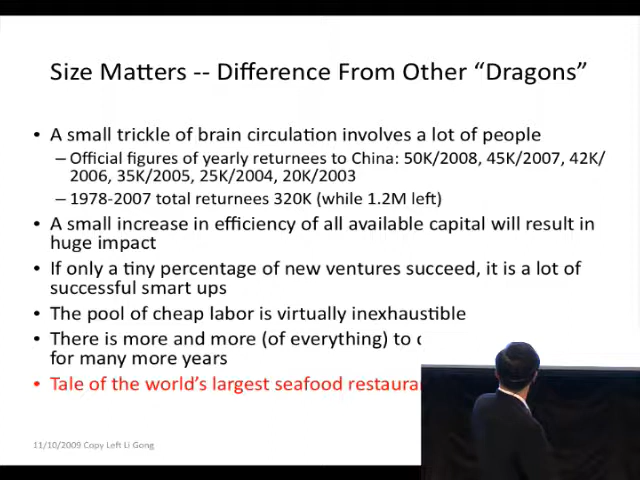 Size Matters -- Difference From Other “Dragons”
• A small trickle of brain circulation involves a lot of people
– Official figures of yearly returnees to China: 50K/2008, 45K/2007, 42K/
2006, 35K/2005, 25K/2004, 20K/2003
– 1978-2007 total returnees 320K (while 1.2M left)
• A small increase in efficiency of all available capital will result in
huge impact
• If only a tiny percentage of new ventures succeed, it is a lot of
successful smart ups
• The pool of cheap labor is virtually inexhaustible
• There is more and more (of everything) to
for many more years
• Tale of the world’s largest seafood
11/10/2009 Copy Left Li Gong